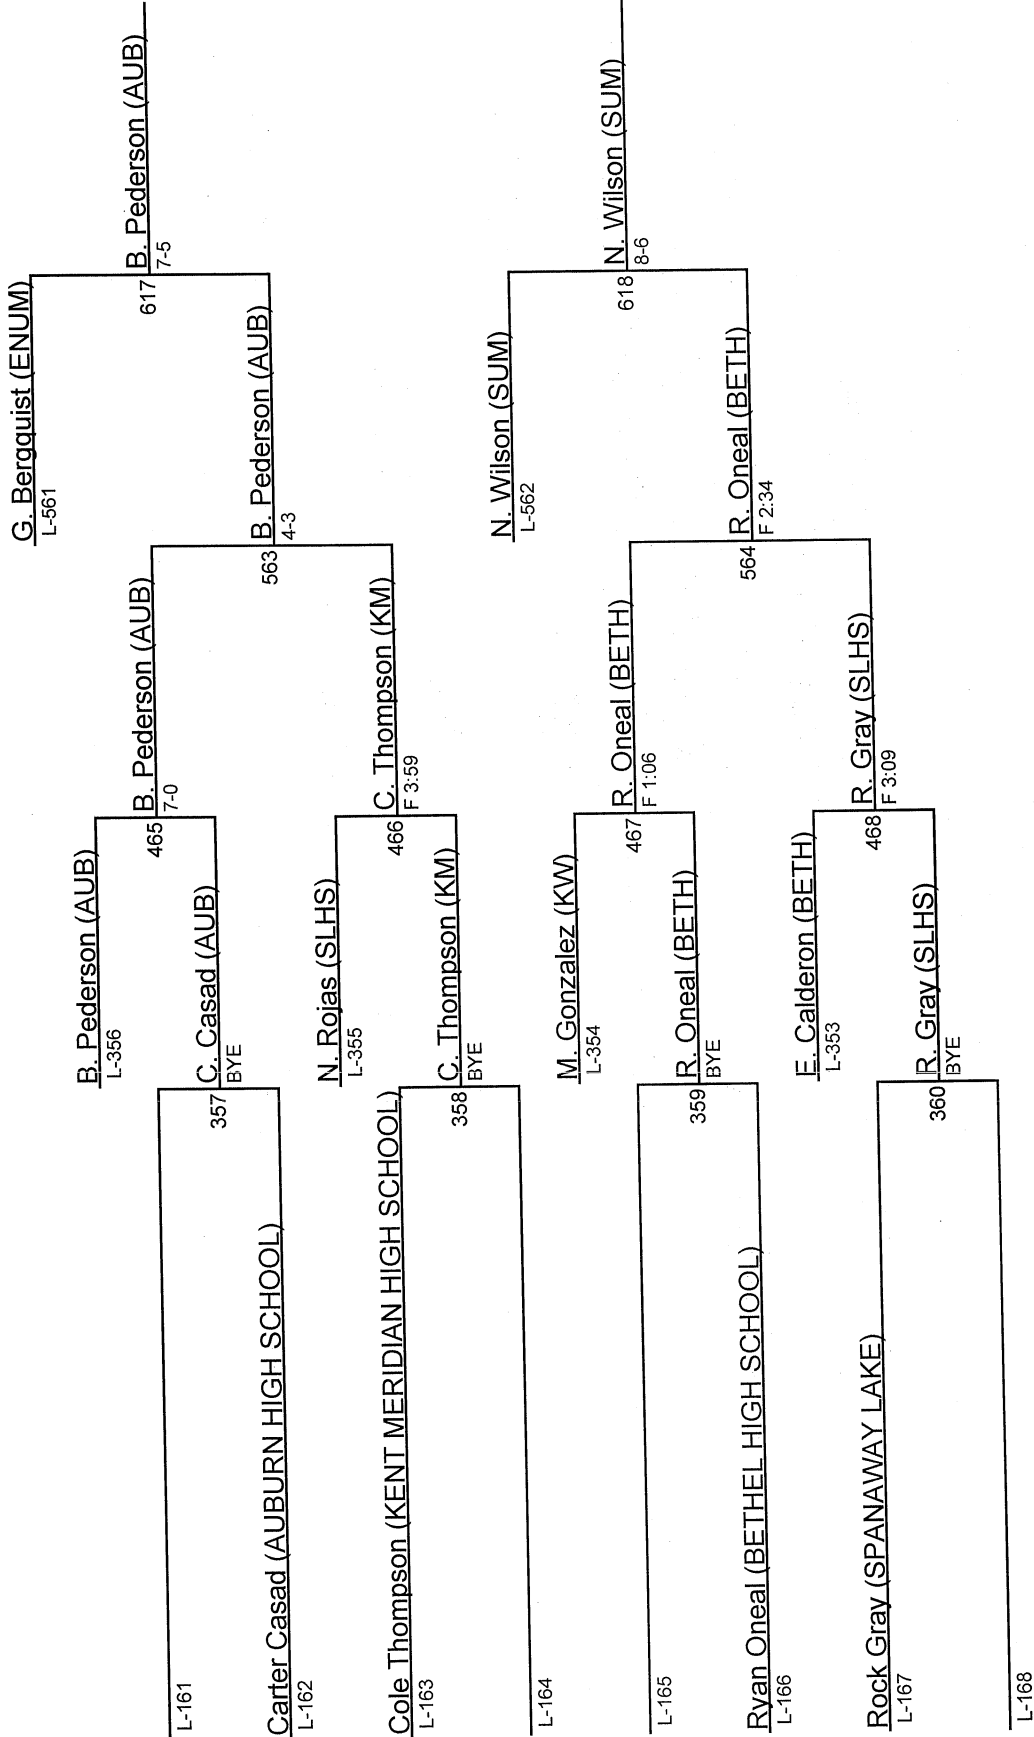 L-161
Carter Casad (AUBURN HIGH SCHOOL)
L-162
Cole Thompson (KENT MERIDIAN HIGH SCHOOL)
L-163
L-164
L-165
Ryan Oneal (BETHEL HIGH SCHOOL)
L-166
Rock Gray (SPANAWAY LAKE)
L-167
L-168
357
358
359
360
B. Pederson (AUB)
L-356
C. Casad (AUB)
BYE
N. Rojas (SLHS)
L-355
C. Thompson (KM)
BYE
M. Gonzalez (KW)
L-354
R. Oneal (BETH)
BYE
E. Calderon (BETH)
L-353
R. Gray (SLHS)
BYE
465
466
467
468
B. Pederson (AUB)
7-0
C. Thompson (KM)
F 3:59
R. Oneal (BETH)
F 1:06
R. Gray (SLHS)
F 3:09
563
564
G. Bergquist (ENUM)
L-561
B. Pederson (AUB)
4-3
N. Wilson (SUM)
L-562
R. Oneal (BETH)
F 2:34
617
618
B. Pederson (AUB)
7-5
N. Wilson (SUM)
8-6